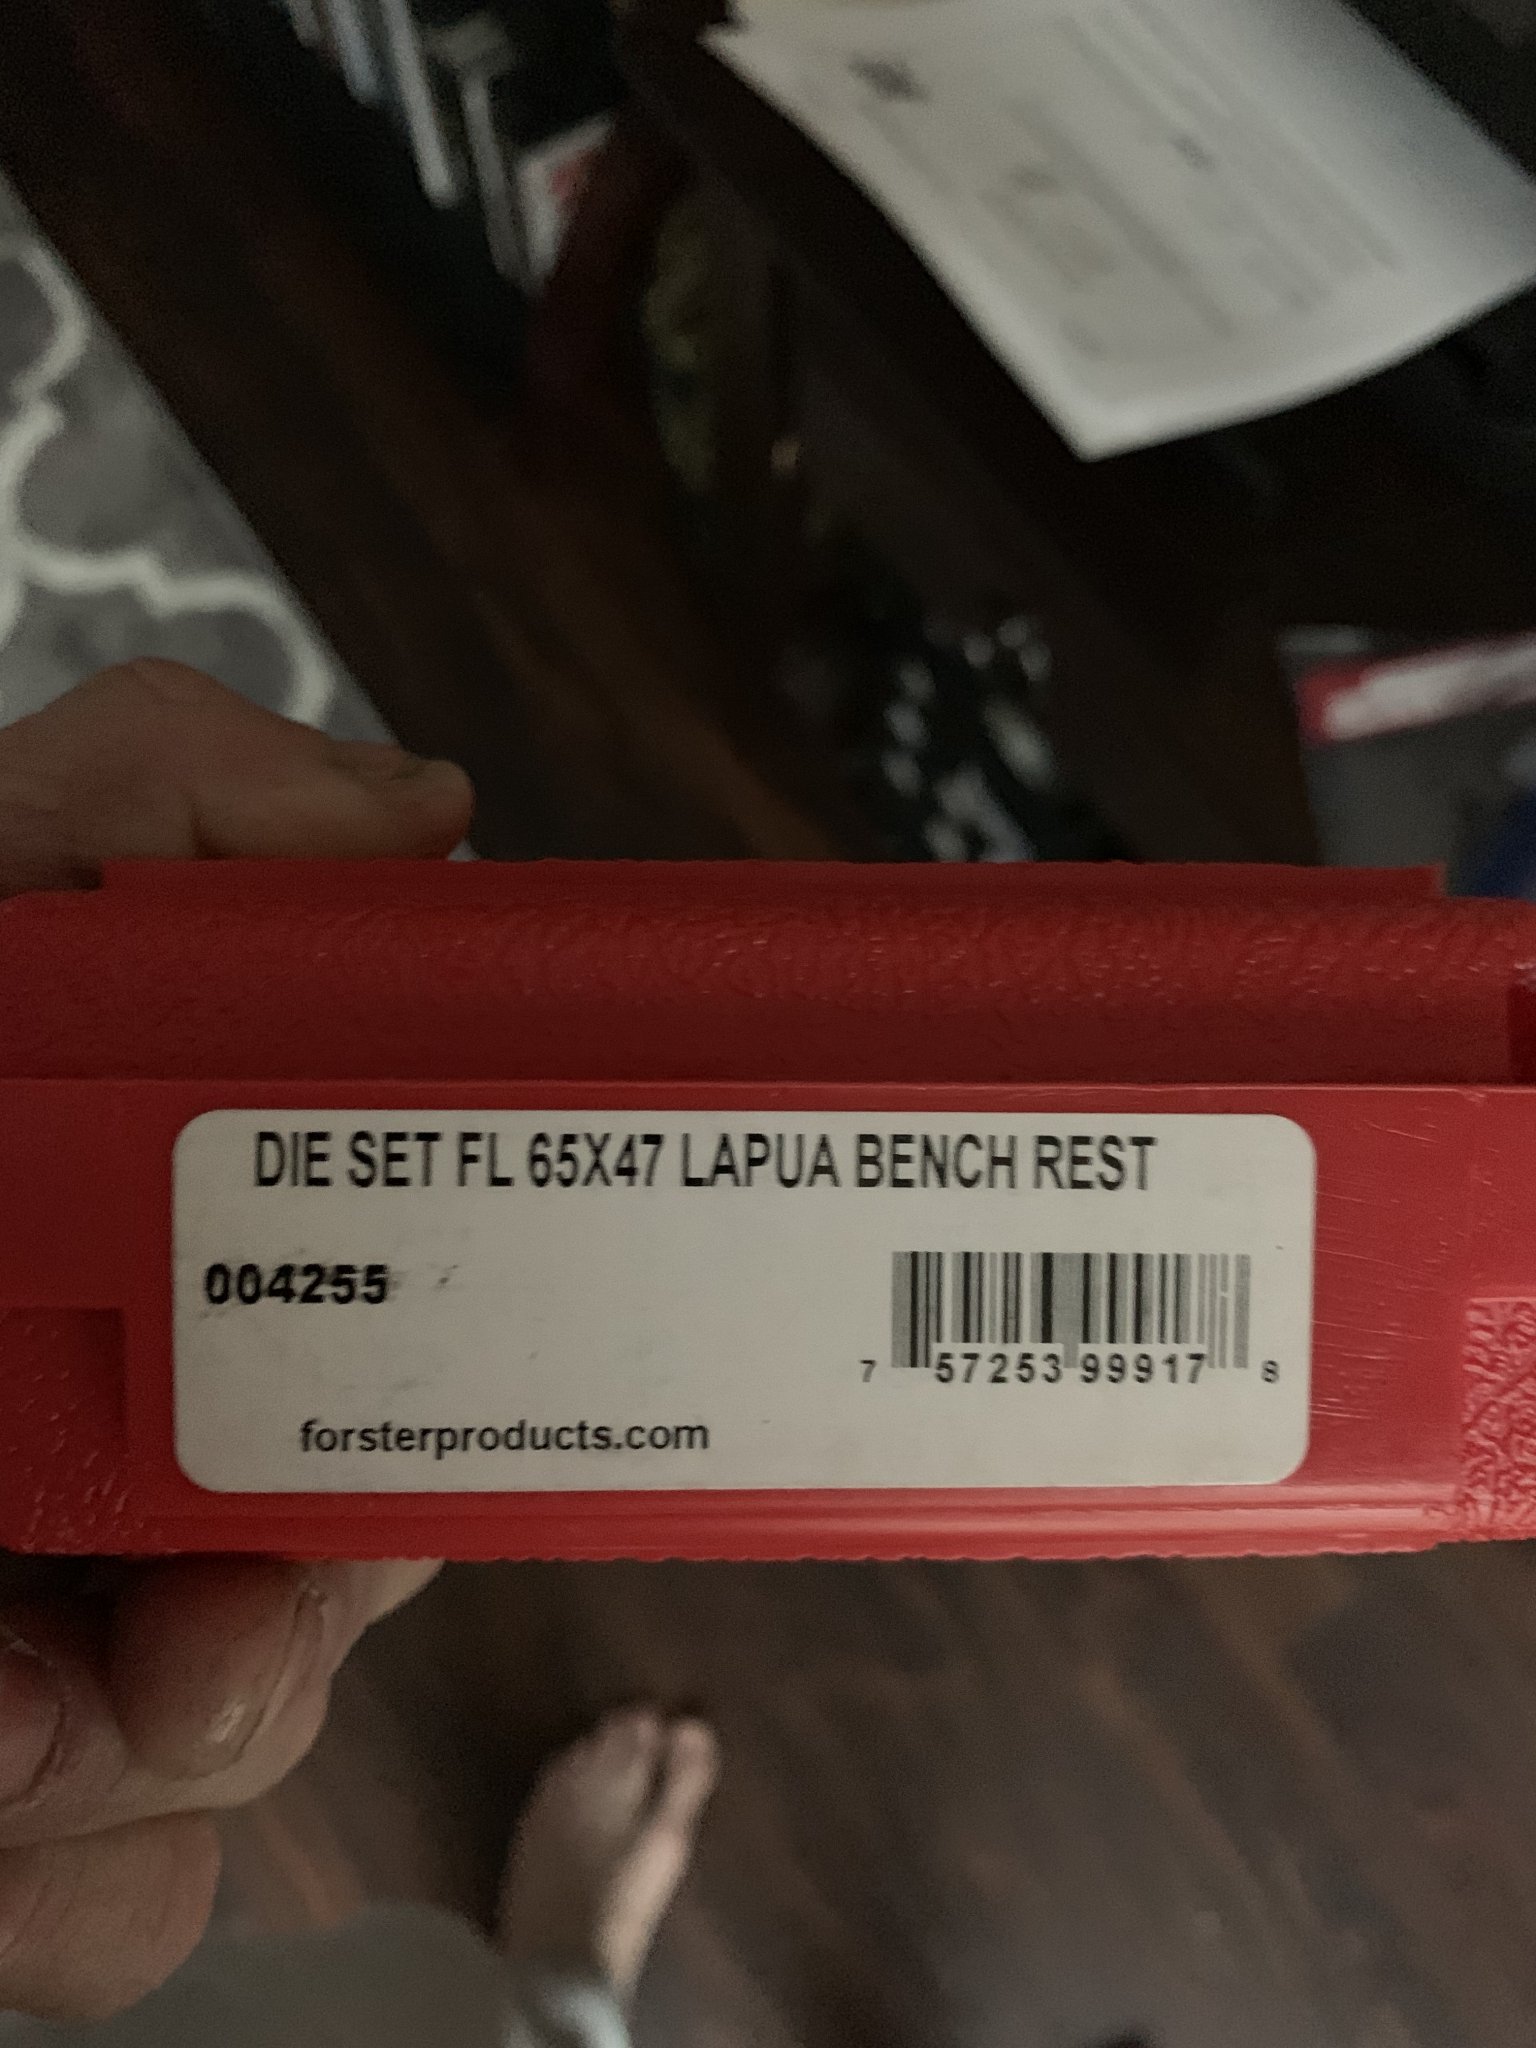 DIE SET FL 65X47 LAPUA BENCH REST
004255
7 57253 99917 8
forsterproducts.com